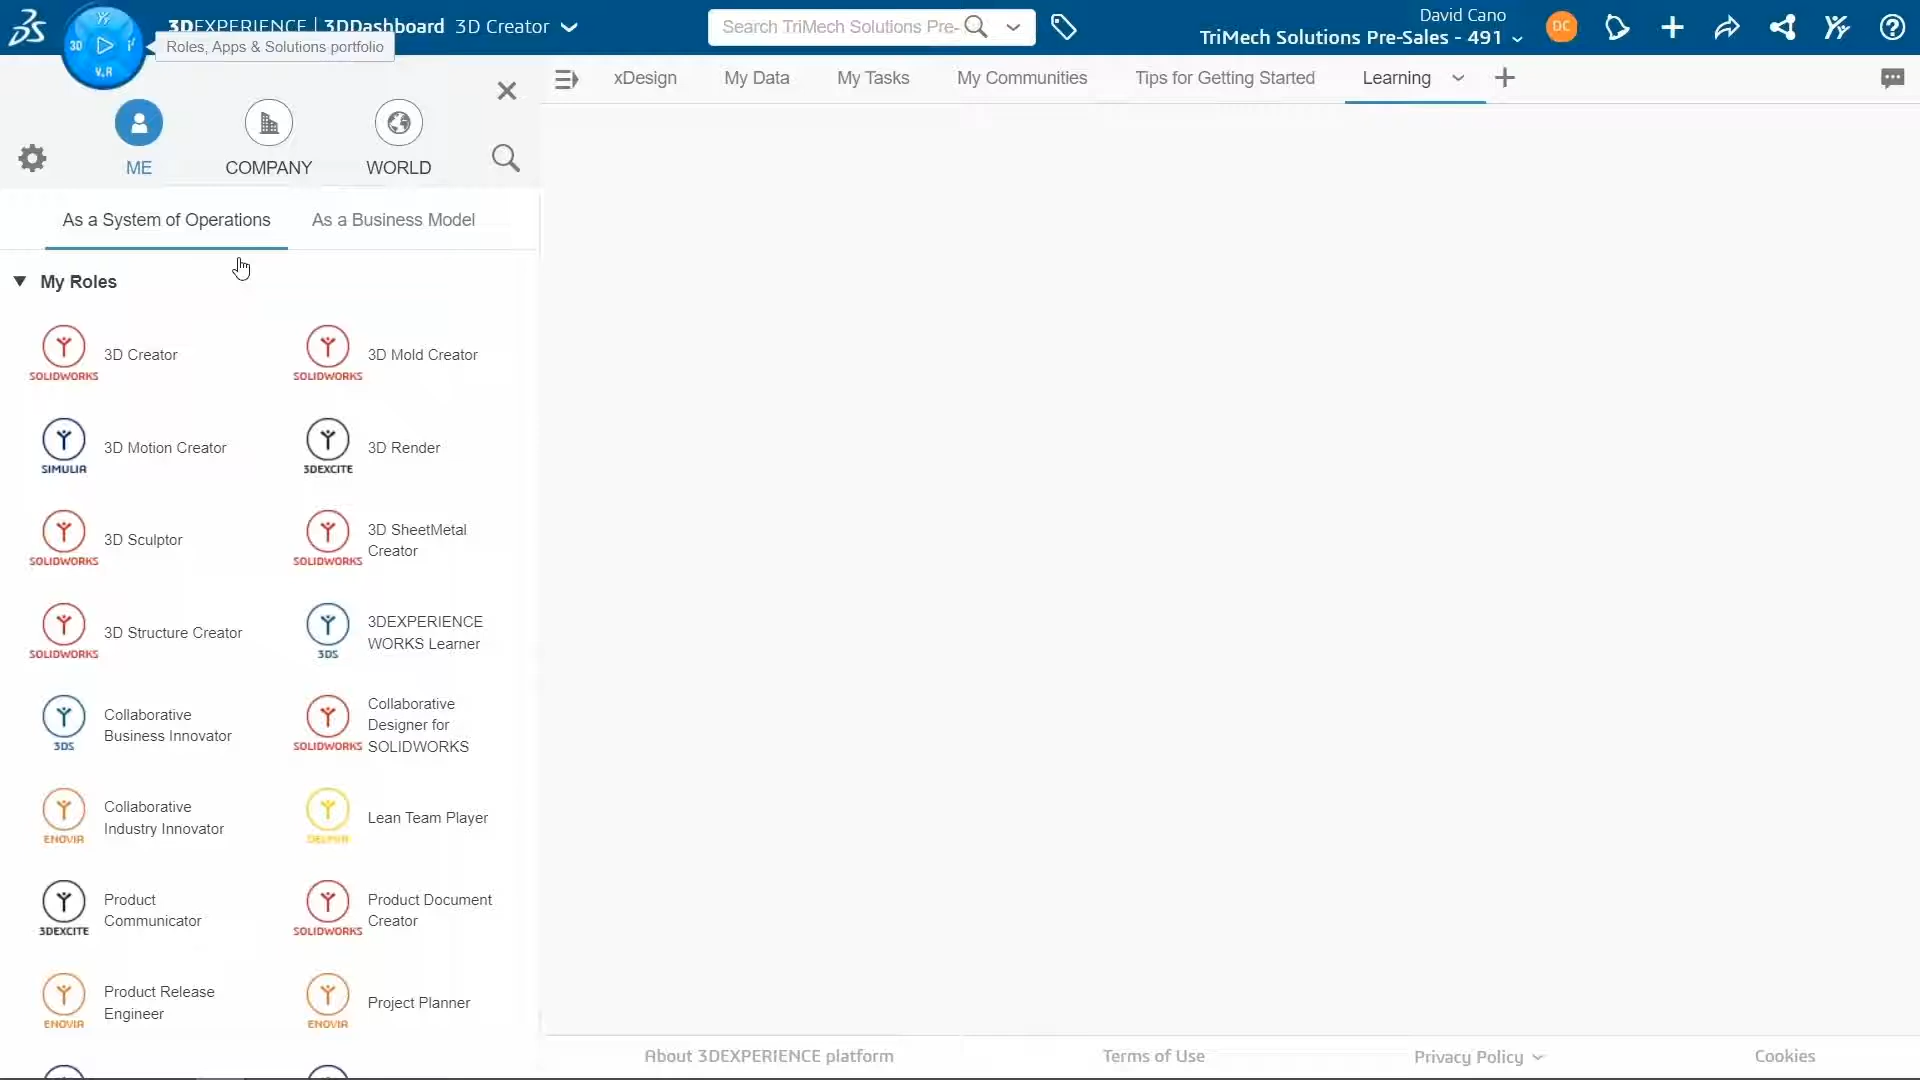 3DEXPERIENCE | 3DDashboard 3D Creator
Search TriMech Solutions Pre-
David Cano
TriMech Solutions Pre-Sales - 491
DC
3D
V.R
Roles, Apps & Solutions portfolio
xDesign
My Data
My Tasks
My Communities
Tips for Getting Started
Learning
ME
COMPANY
WORLD
As a System of Operations
As a Business Model
My Roles
SOLIDWORKS
3D Creator
SOLIDWORKS
3D Mold Creator
SIMULIA
3D Motion Creator
3DEXCITE
3D Render
SOLIDWORKS
3D Sculptor
SOLIDWORKS
3D SheetMetal
Creator
SOLIDWORKS
3D Structure Creator
3DS
3DEXPERIENCE
WORKS Learner
3DS
Collaborative
Business Innovator
SOLIDWORKS
Collaborative
Designer for
SOLIDWORKS
ENOVIA
Collaborative
Industry Innovator
DELMIA
Lean Team Player
3DEXCITE
Product
Communicator
SOLIDWORKS
Product Document
Creator
ENOVIA
Product Release
Engineer
ENOVIA
Project Planner
About 3DEXPERIENCE platform
Terms of Use
Privacy Policy
Cookies